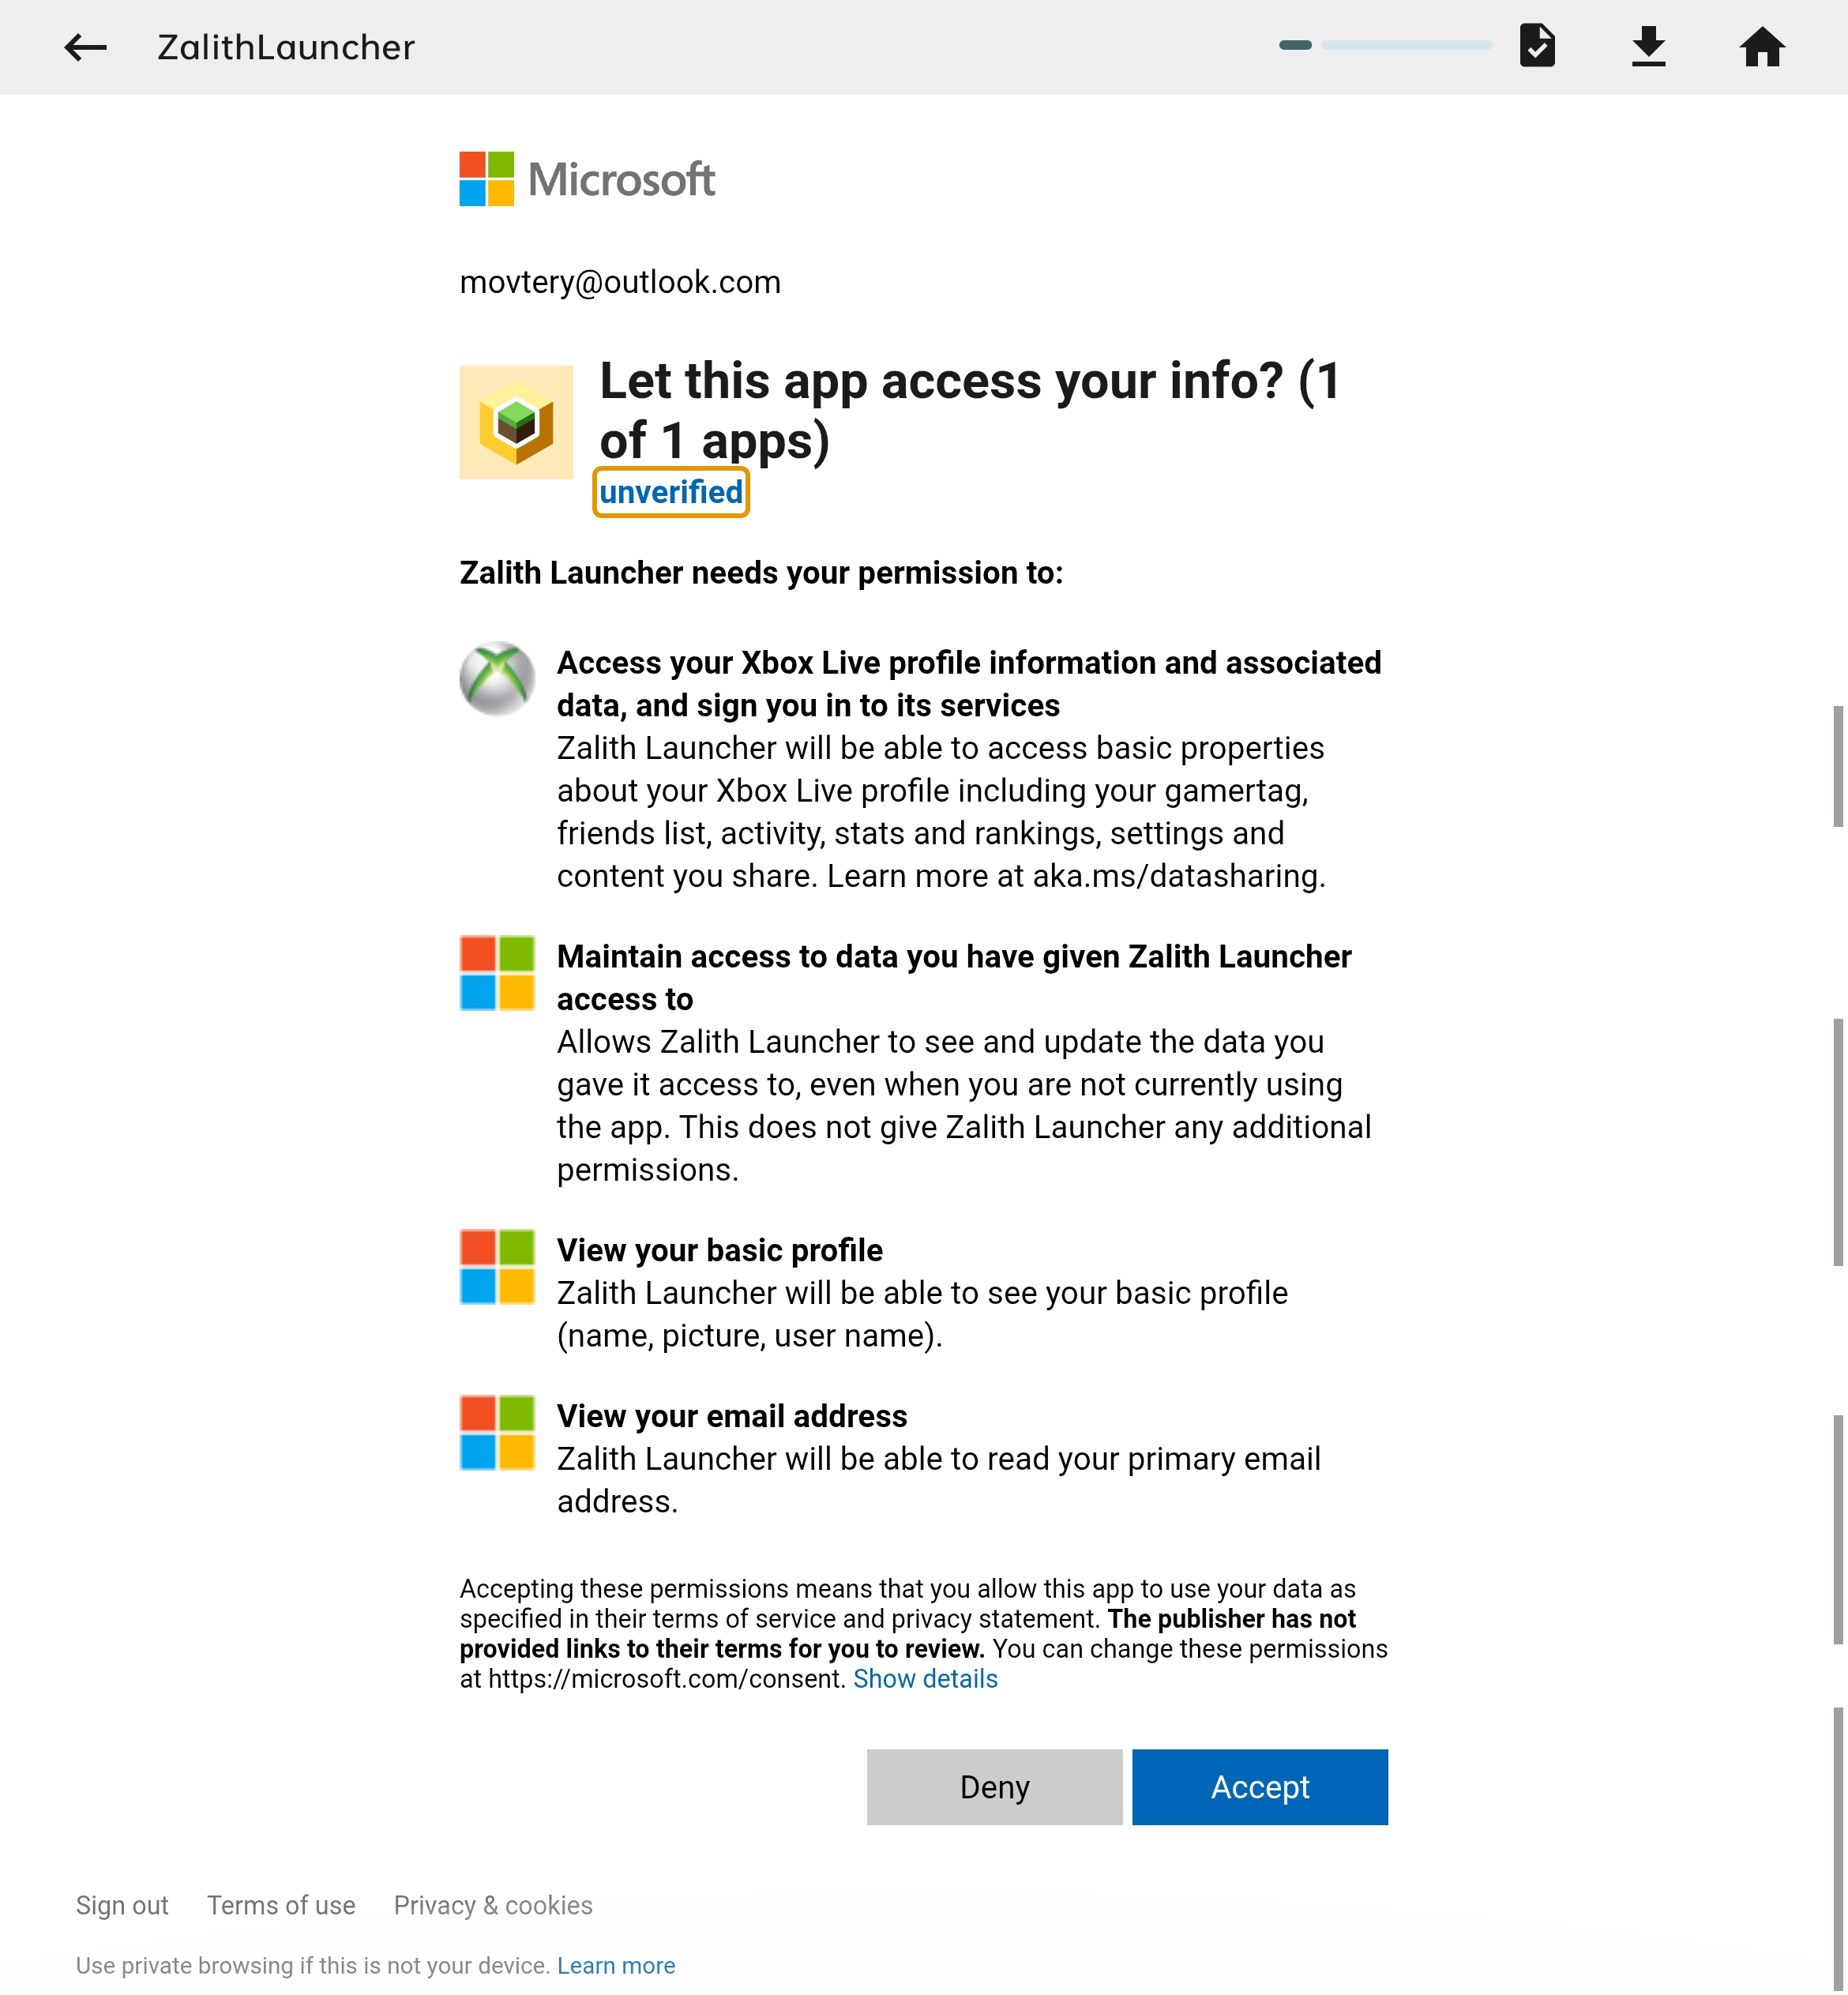 ZalithLauncher
Microsoft
movtery@outlook.com
Let this app access your info? (1
of 1 apps)
unverified
Zalith Launcher needs your permission to:
Access your Xbox Live profile information and associated
data, and sign you in to its services
Zalith Launcher will be able to access basic properties
about your Xbox Live profile including your gamertag,
friends list, activity, stats and rankings, settings and
content you share. Learn more at aka.ms/datasharing.
Maintain access to data you have given Zalith Launcher
access to
Allows Zalith Launcher to see and update the data you
gave it access to, even when you are not currently using
the app. This does not give Zalith Launcher any additional
permissions.
View your basic profile
Zalith Launcher will be able to see your basic profile
(name, picture, user name).
View your email address
Zalith Launcher will be able to read your primary email
address.
Accepting these permissions means that you allow this app to use your data as
specified in their terms of service and privacy statement. The publisher has not
provided links to their terms for you to review. You can change these permissions
at https://microsoft.com/consent. Show details
Deny Accept
Sign out Terms of use Privacy & cookies
Use private browsing if this is not your device. Learn more